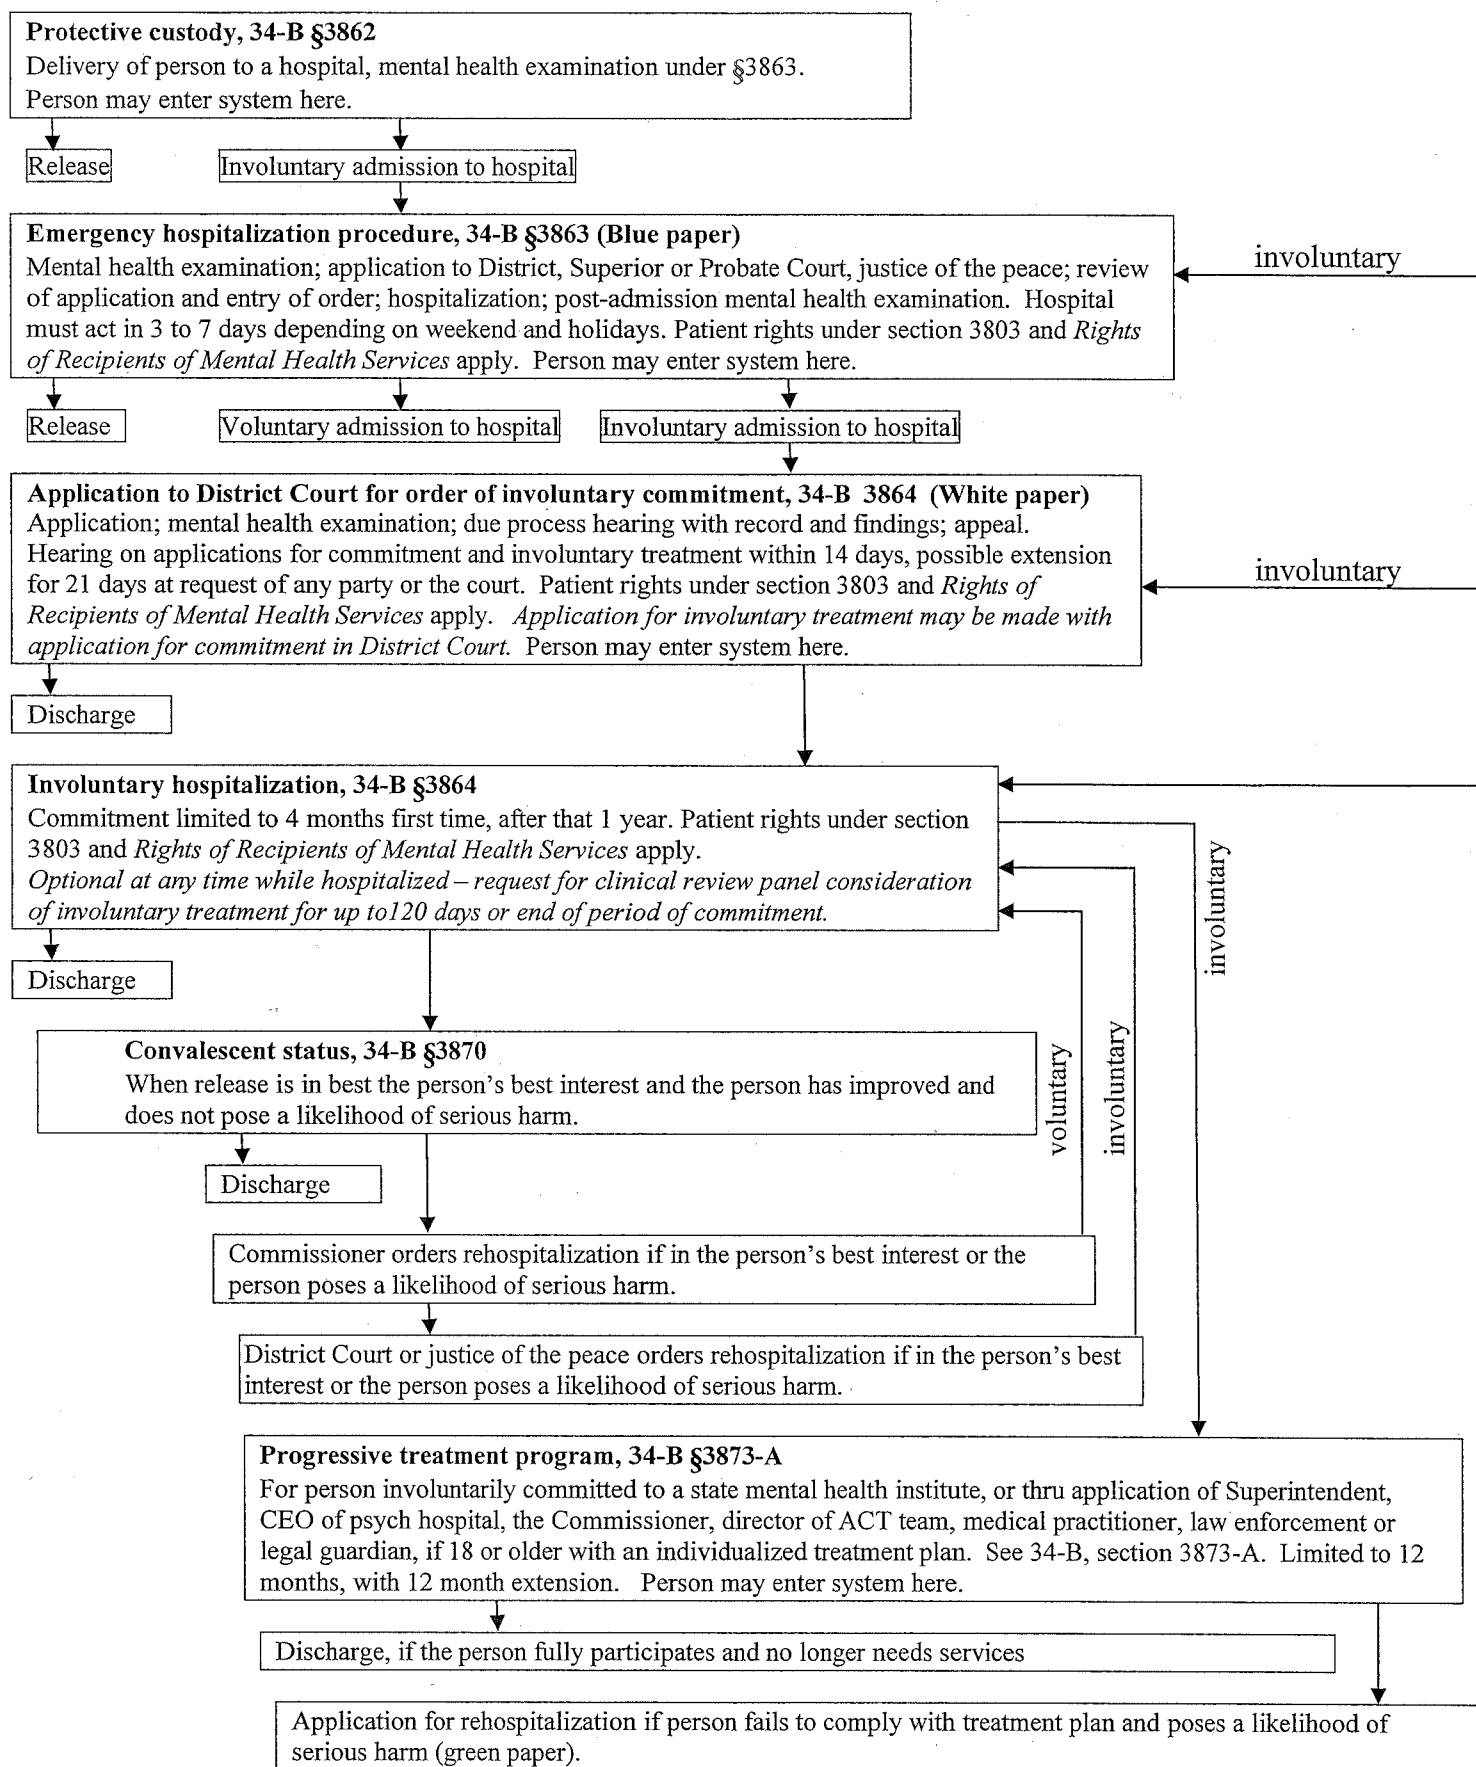 Protective custody, 34-B §3862
Delivery of person to a hospital, mental health examination under §3863.
Person may enter system here.
Release
Involuntary admission to hospital
Emergency hospitalization procedure, 34-B §3863 (Blue paper)
Mental health examination; application to District, Superior or Probate Court, justice of the peace; review
of application and entry of order; hospitalization; post-admission mental health examination. Hospital
must act in 3 to 7 days depending on weekend and holidays. Patient rights under section 3803 and Rights
of Recipients of Mental Health Services apply. Person may enter system here.
involuntary
Release
Voluntary admission to hospital
Involuntary admission to hospital
Application to District Court for order of involuntary commitment, 34-B 3864 (White paper)
Application; mental health examination; due process hearing with record and findings; appeal.
Hearing on applications for commitment and involuntary treatment within 14 days, possible extension
for 21 days at request of any party or the court. Patient rights under section 3803 and Rights of
Recipients of Mental Health Services apply. Application for involuntary treatment may be made with
application for commitment in District Court. Person may enter system here.
involuntary
Discharge
Involuntary hospitalization, 34-B §3864
Commitment limited to 4 months first time, after that 1 year. Patient rights under section
3803 and Rights of Recipients of Mental Health Services apply.
Optional at any time while hospitalized – request for clinical review panel consideration
of involuntary treatment for up to120 days or end of period of commitment.
involuntary
Discharge
Convalescent status, 34-B §3870
When release is in best the person's best interest and the person has improved and
does not pose a likelihood of serious harm.
voluntary
involuntary
Discharge
Commissioner orders rehospitalization if in the person's best interest or the
person poses a likelihood of serious harm.
District Court or justice of the peace orders rehospitalization if in the person's best
interest or the person poses a likelihood of serious harm.
Progressive treatment program, 34-B §3873-A
For person involuntarily committed to a state mental health institute, or thru application of Superintendent,
CEO of psych hospital, the Commissioner, director of ACT team, medical practitioner, law enforcement or
legal guardian, if 18 or older with an individualized treatment plan. See 34-B, section 3873-A. Limited to 12
months, with 12 month extension. Person may enter system here.
Discharge, if the person fully participates and no longer needs services
Application for rehospitalization if person fails to comply with treatment plan and poses a likelihood of
serious harm (green paper).